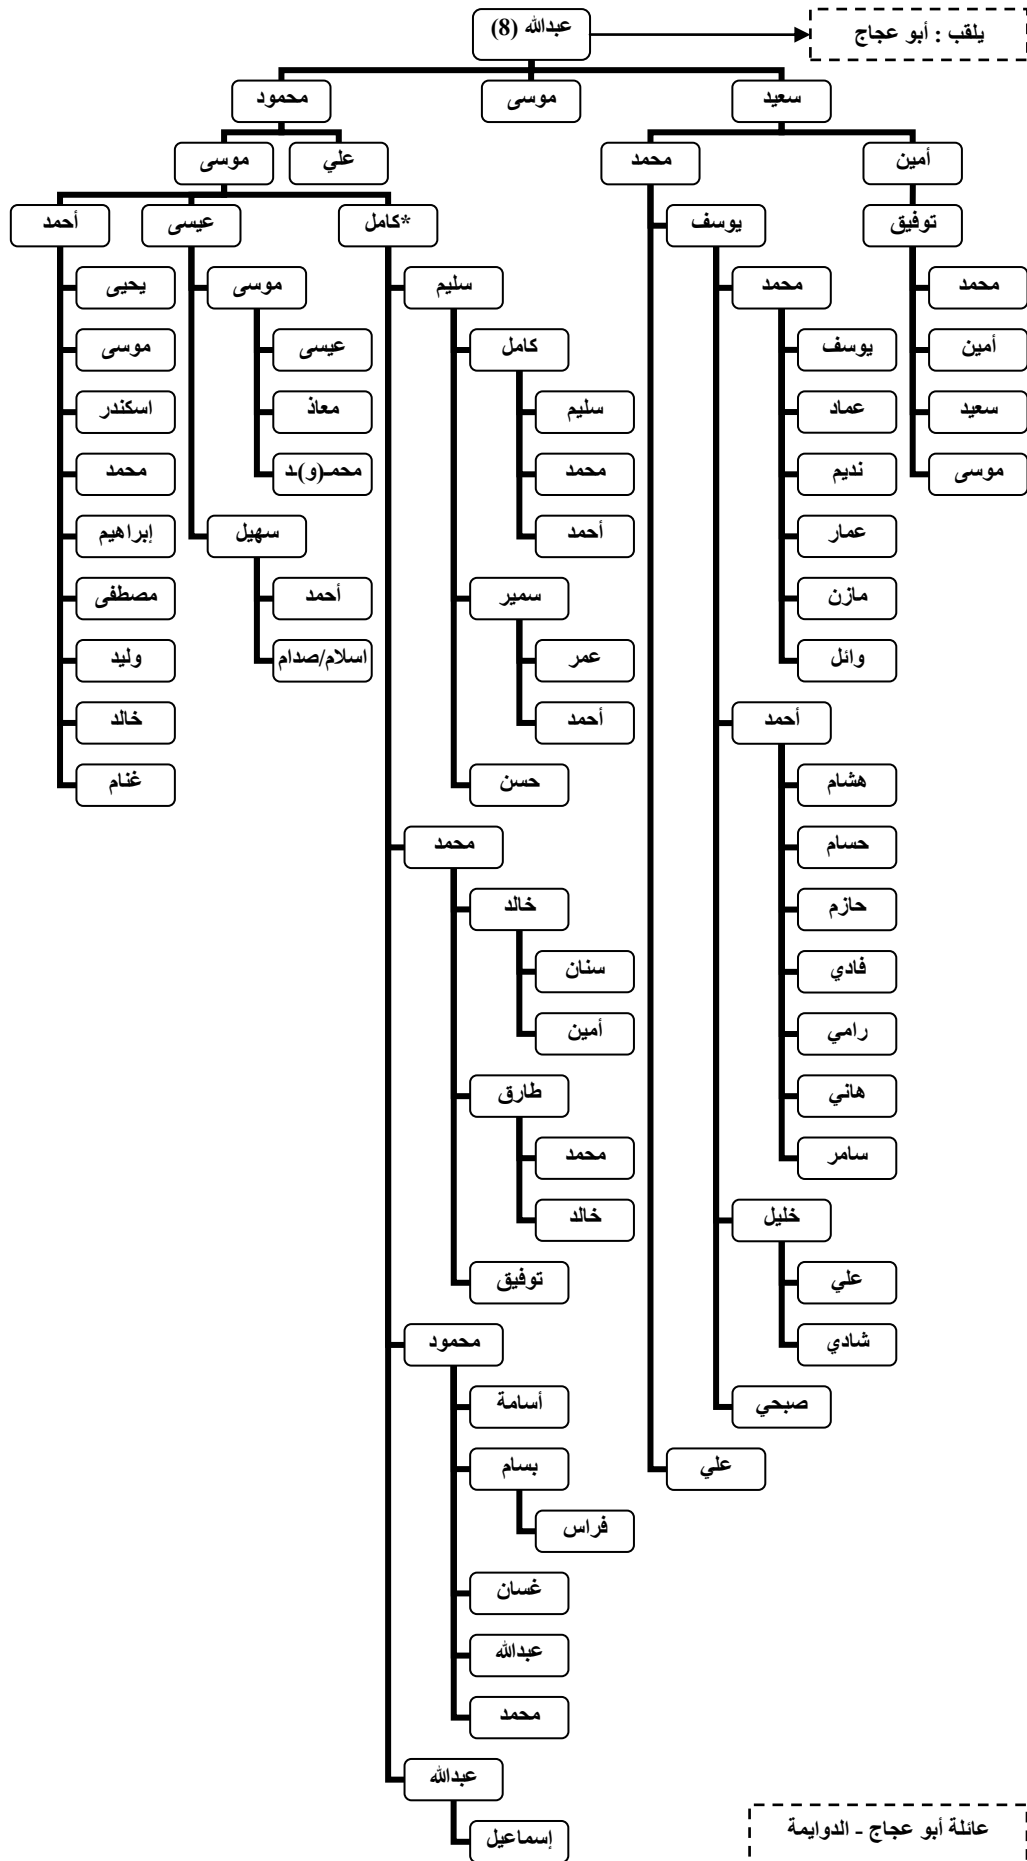 عبدالله (8)
يلقب : أبو عجاج
سعيد
موسى
محمود
أمين
محمد
علي
موسى
توفيق
يوسف
كامل*
عيسى
أحمد
محمد
محمد
سليم
موسى
يحيى
أمين
يوسف
كامل
عيسى
موسى
سعيد
عماد
سليم
معاذ
اسكندر
موسى
نديم
محمد
محمـ(و)ـد
محمد
عمار
أحمد
سهيل
إبراهيم
مازن
سمير
أحمد
مصطفى
وائل
عمر
اسلام/صدام
وليد
أحمد
أحمد
خالد
هشام
حسن
غنام
حسام
محمد
حازم
خالد
فادي
سنان
رامي
أمين
هاني
طارق
سامر
محمد
خليل
خالد
علي
توفيق
شادي
محمود
صبحي
أسامة
علي
بسام
فراس
غسان
عبدالله
محمد
عبدالله
إسماعيل
عائلة أبو عجاج - الدوايمة